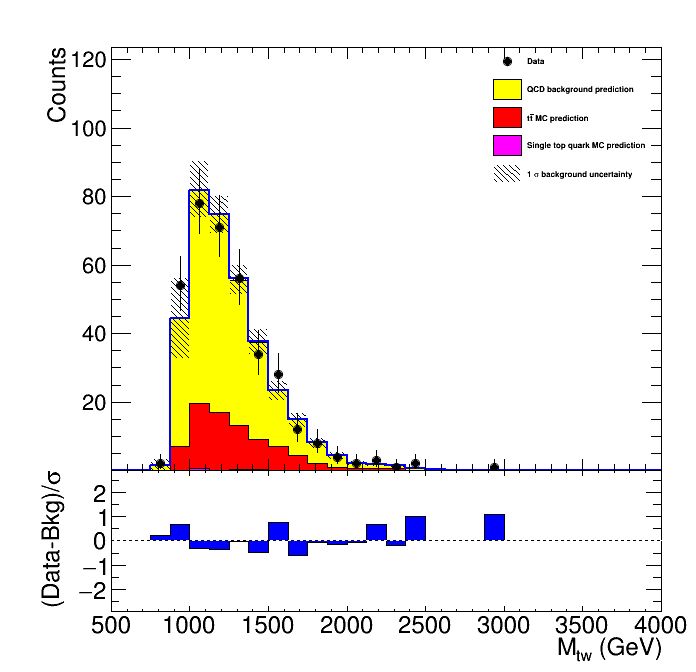 Counts
120
100
80
60
40
20
Data
QCD background prediction
tt̄ MC prediction
Single top quark MC prediction
1 σ background uncertainty
(Data-Bkg)/σ
2
1
0
−1
−2
500 1000 1500 2000 2500 3000 3500 4000
M_tw (GeV)